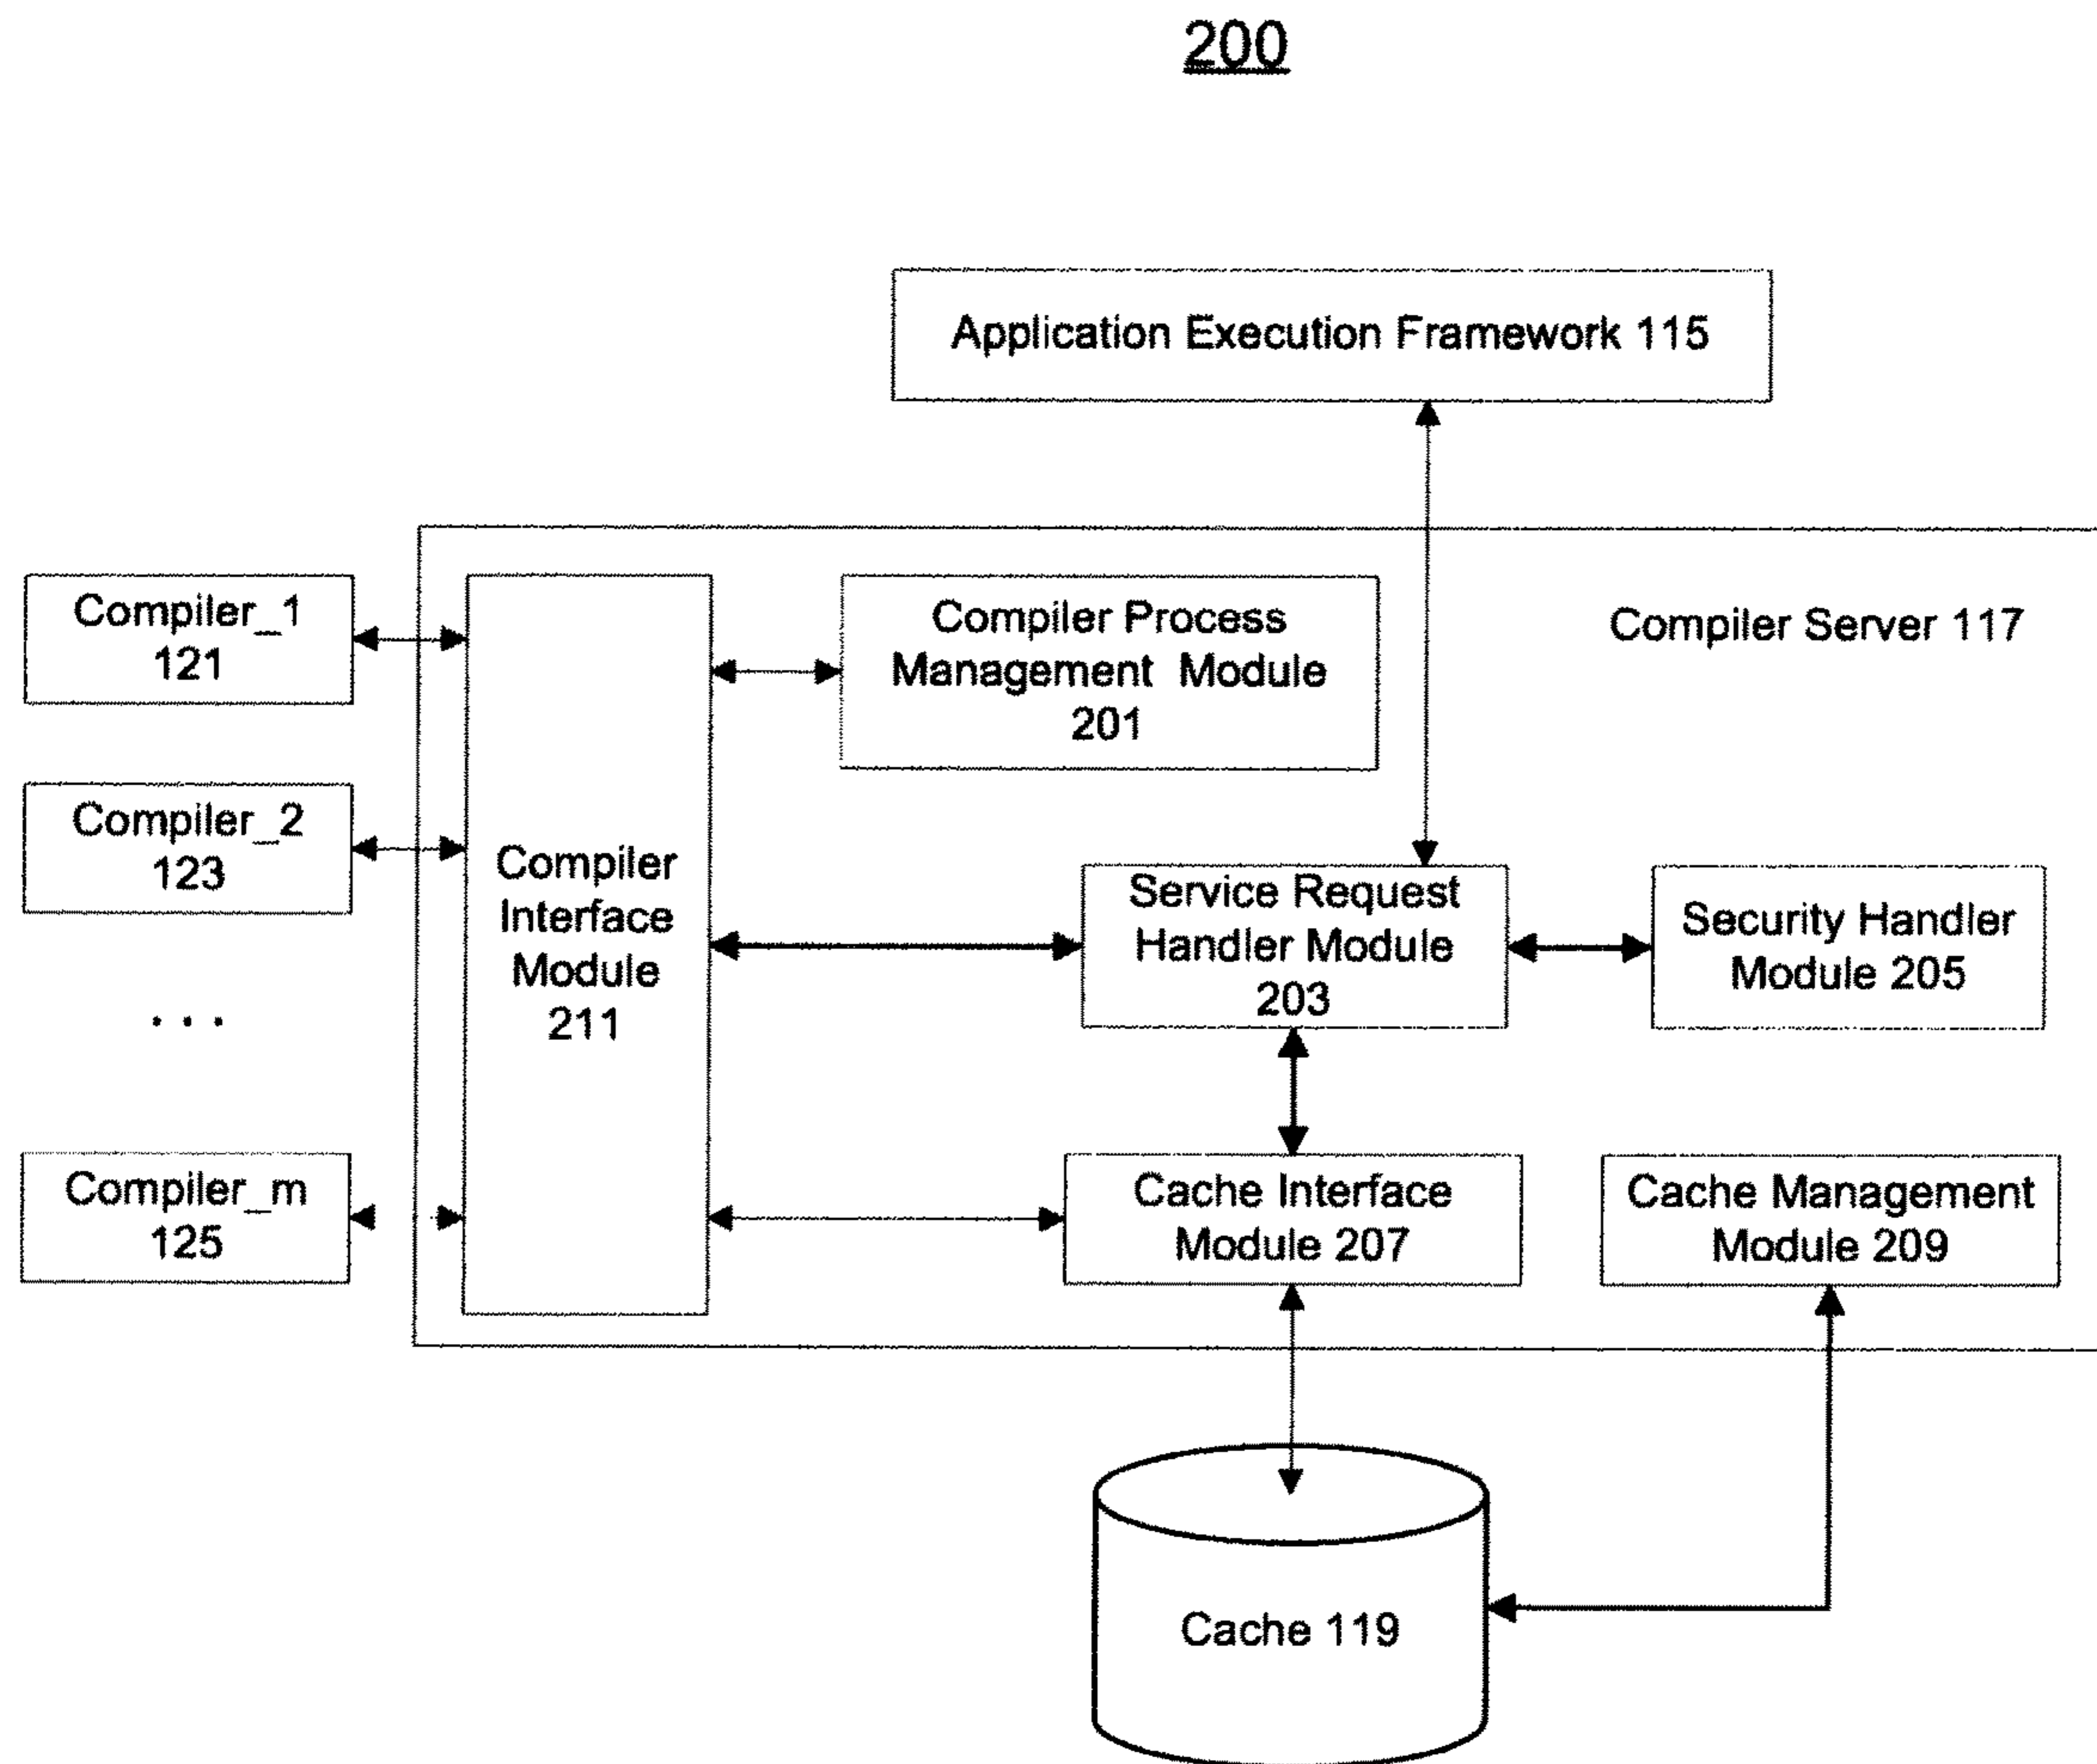 200
Application Execution Framework 115
Compiler Server 117
Compiler_1
121
Compiler Process
Management Module
201
Compiler_2
123
Compiler
Interface
Module
211
Service Request
Handler Module
203
Security Handler
Module 205
. . .
Compiler_m
125
Cache Interface
Module 207
Cache Management
Module 209
Cache 119